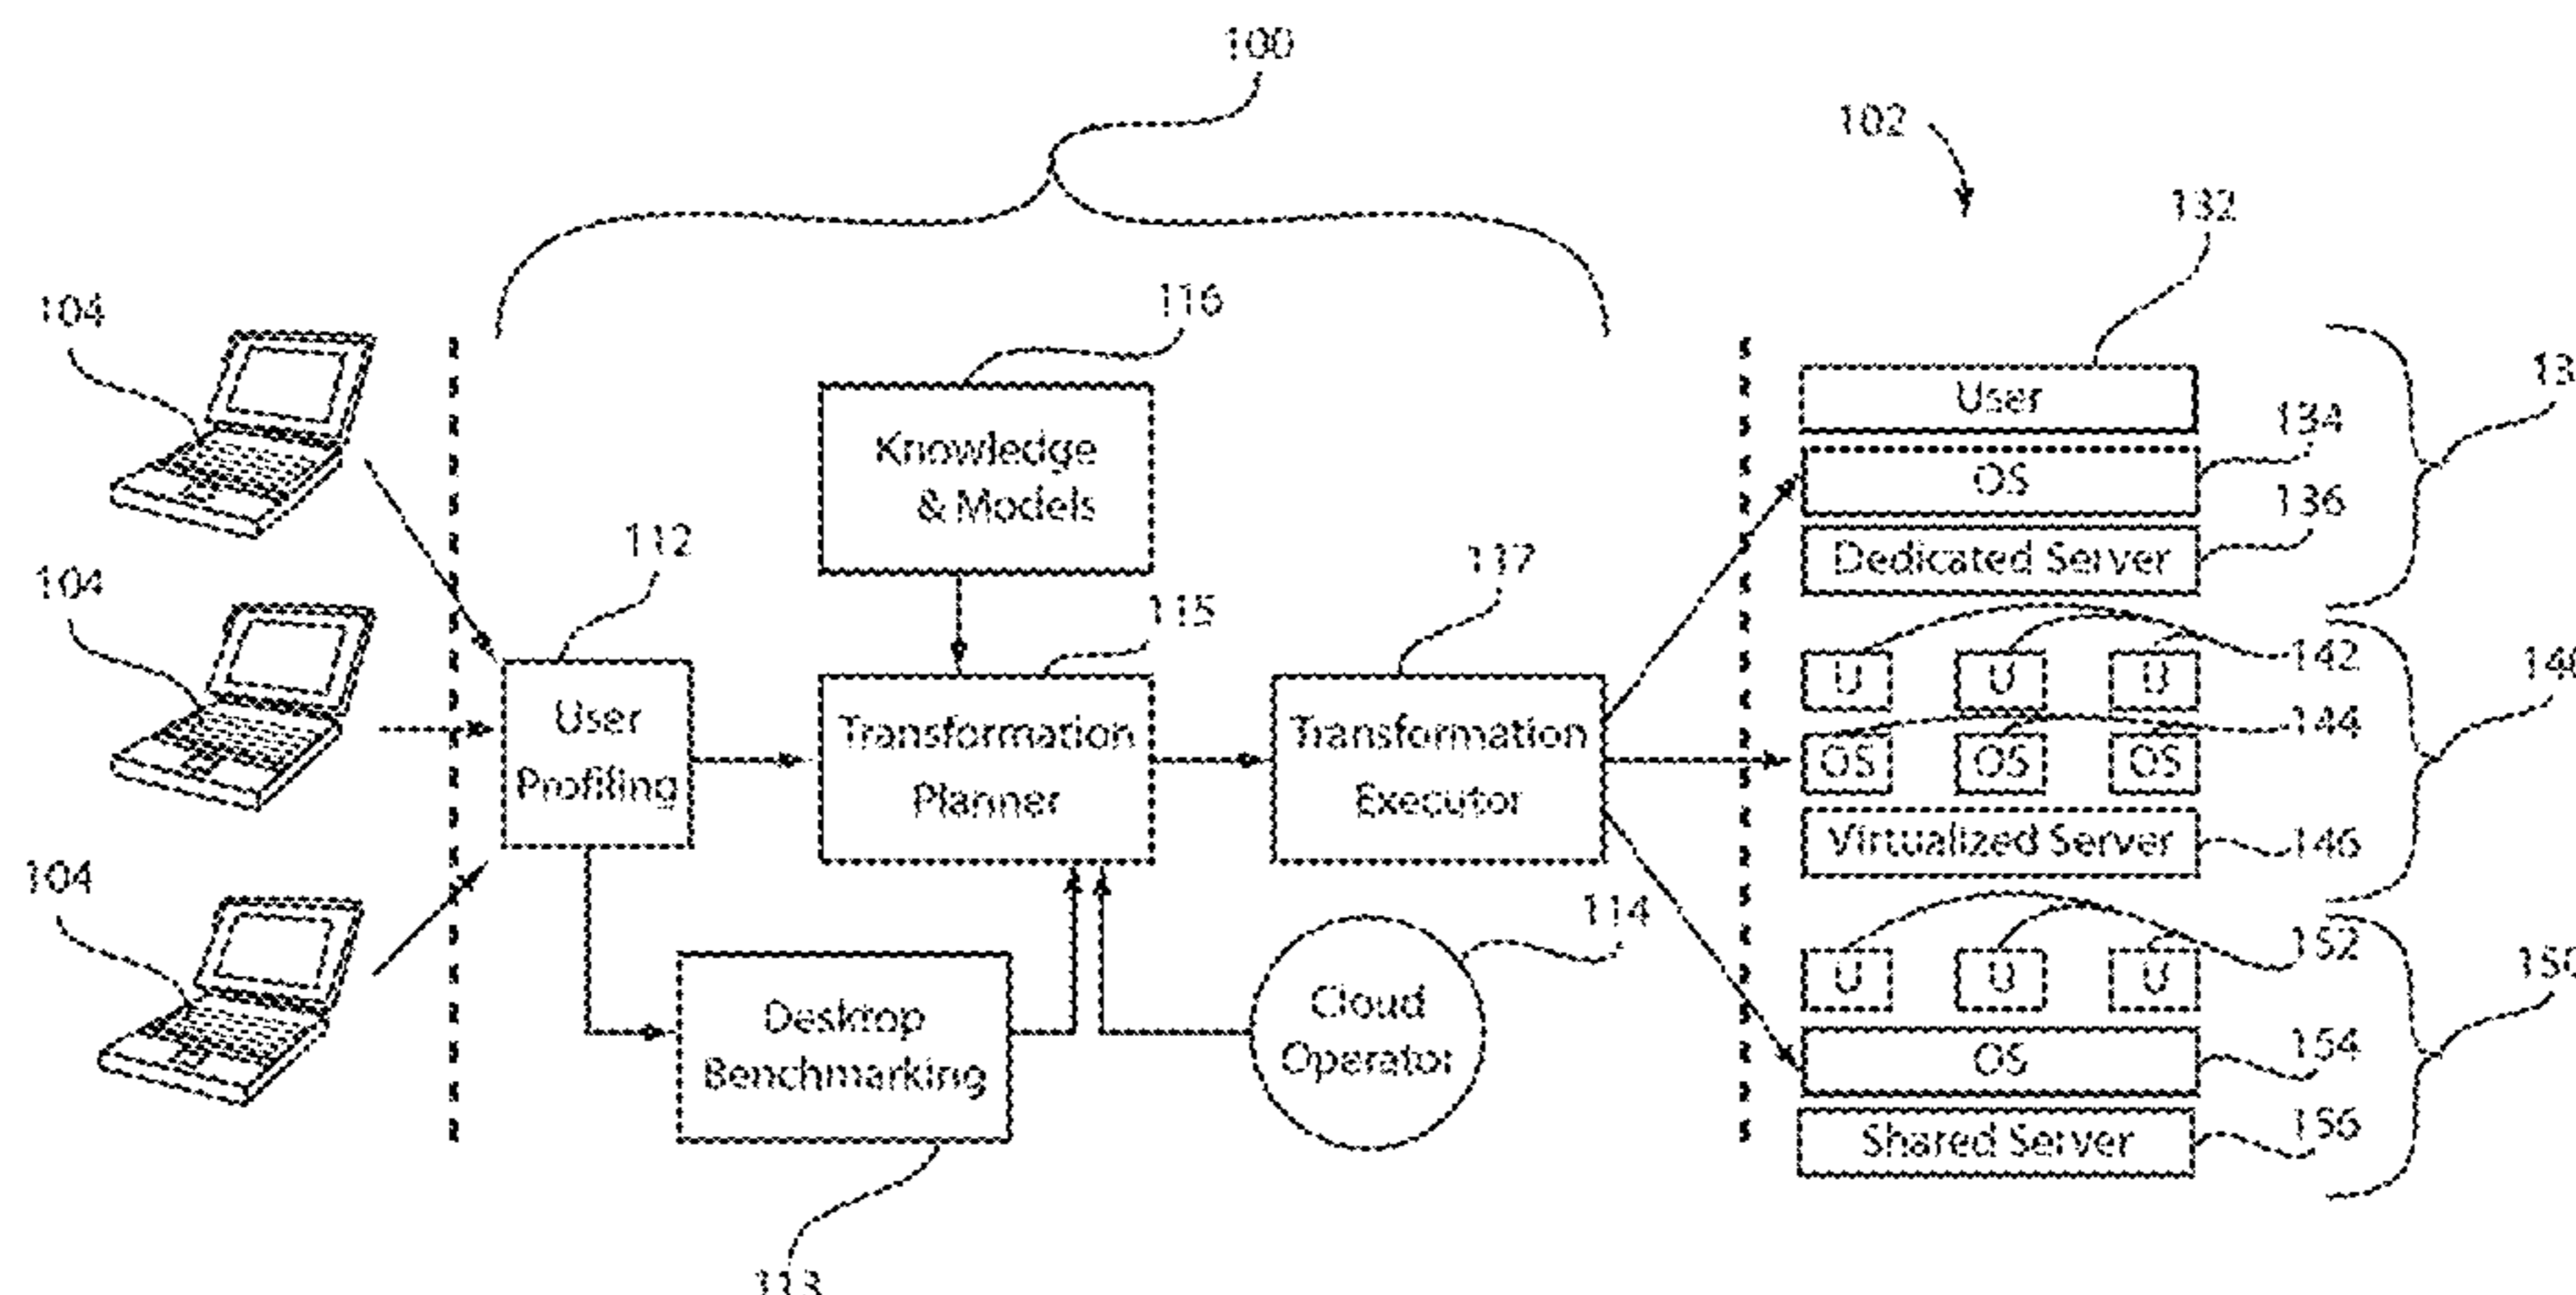 100
102
132
104
116
User
134
OS
136
Knowledge
& Models
Dedicated Server
112
117
104
115
142
U U U
144
User
Profiling
Transformation
Planner
Transformation
Executor
OS OS OS
Virtualized Server
146
104
114
152
U U U
Desktop
Benchmarking
Cloud
Operator
154
OS
156
Shared Server
113